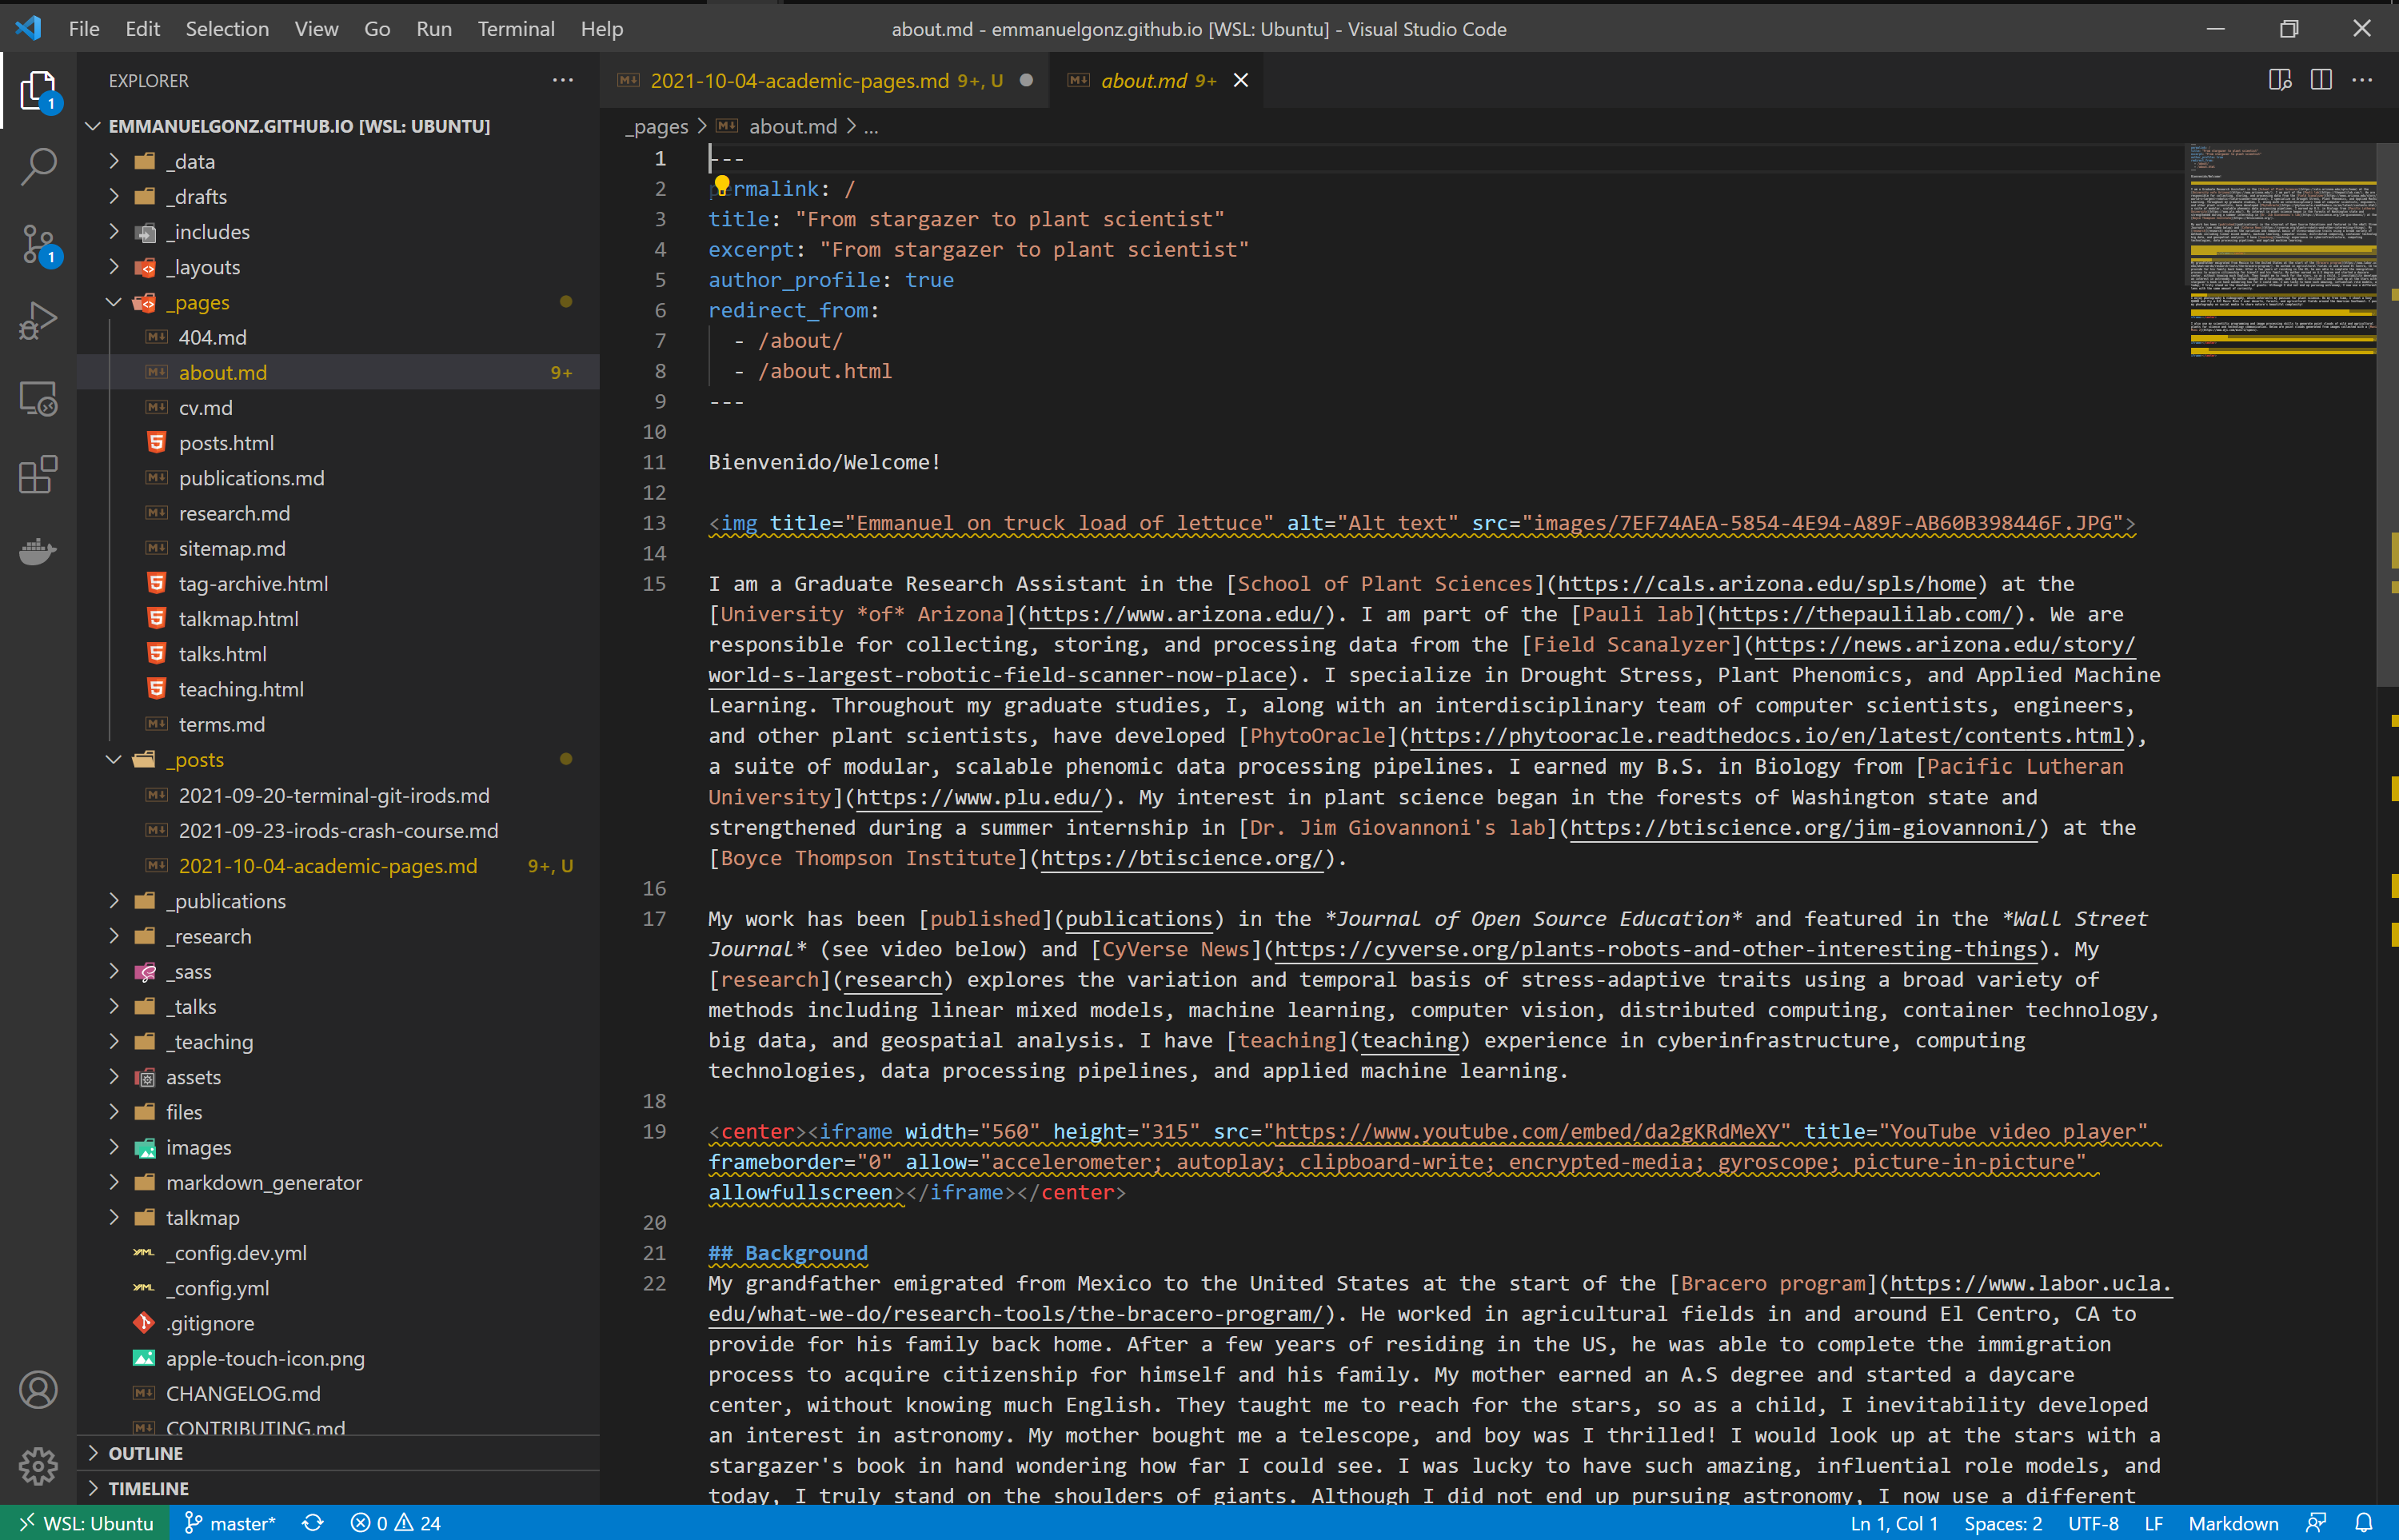 File Edit Selection View Go Run Terminal Help
about.md - emmanuelgonz.github.io [WSL: Ubuntu] - Visual Studio Code
EXPLORER
2021-10-04-academic-pages.md 9+, U
about.md 9+
1
1
EMMANUELGONZ.GITHUB.IO [WSL: UBUNTU]
_data
_drafts
_includes
_layouts
_pages
404.md
about.md 9+
cv.md
posts.html
publications.md
research.md
sitemap.md
tag-archive.html
talkmap.html
talks.html
teaching.html
terms.md
_posts
2021-09-20-terminal-git-irods.md
2021-09-23-irods-crash-course.md
2021-10-04-academic-pages.md 9+, U
_publications
_research
_sass
_talks
_teaching
assets
files
images
markdown_generator
talkmap
_config.dev.yml
_config.yml
.gitignore
apple-touch-icon.png
CHANGELOG.md
CONTRIBUTING.md
OUTLINE
TIMELINE
_pages > about.md > ...
1 ---
2 permalink: /
3 title: "From stargazer to plant scientist"
4 excerpt: "From stargazer to plant scientist"
5 author_profile: true
6 redirect_from:
7 - /about/
8 - /about.html
9 ---
10
11 Bienvenido/Welcome!
12
13 <img title="Emmanuel on truck load of lettuce" alt="Alt text" src="images/7EF74AEA-5854-4E94-A89F-AB60B398446F.JPG">
14
15 I am a Graduate Research Assistant in the [School of Plant Sciences](https://cals.arizona.edu/spls/home) at the
[University *of* Arizona](https://www.arizona.edu/). I am part of the [Pauli lab](https://thepaulilab.com/). We are
responsible for collecting, storing, and processing data from the [Field Scanalyzer](https://news.arizona.edu/story/
world-s-largest-robotic-field-scanner-now-place). I specialize in Drought Stress, Plant Phenomics, and Applied Machine
Learning. Throughout my graduate studies, I, along with an interdisciplinary team of computer scientists, engineers,
and other plant scientists, have developed [PhytoOracle](https://phytooracle.readthedocs.io/en/latest/contents.html),
a suite of modular, scalable phenomic data processing pipelines. I earned my B.S. in Biology from [Pacific Lutheran
University](https://www.plu.edu/). My interest in plant science began in the forests of Washington state and
strengthened during a summer internship in [Dr. Jim Giovannoni's lab](https://btiscience.org/jim-giovannoni/) at the
[Boyce Thompson Institute](https://btiscience.org/).
16
17 My work has been [published](publications) in the *Journal of Open Source Education* and featured in the *Wall Street
Journal* (see video below) and [CyVerse News](https://cyverse.org/plants-robots-and-other-interesting-things). My
[research](research) explores the variation and temporal basis of stress-adaptive traits using a broad variety of
methods including linear mixed models, machine learning, computer vision, distributed computing, container technology,
big data, and geospatial analysis. I have [teaching](teaching) experience in cyberinfrastructure, computing
technologies, data processing pipelines, and applied machine learning.
18
19 <center><iframe width="560" height="315" src="https://www.youtube.com/embed/da2gKRdMeXY" title="YouTube video player"
frameborder="0" allow="accelerometer; autoplay; clipboard-write; encrypted-media; gyroscope; picture-in-picture"
allowfullscreen></iframe></center>
20
21 ## Background
22 My grandfather emigrated from Mexico to the United States at the start of the [Bracero program](https://www.labor.ucla.
edu/what-we-do/research-tools/the-bracero-program/). He worked in agricultural fields in and around El Centro, CA to
provide for his family back home. After a few years of residing in the US, he was able to complete the immigration
process to acquire citizenship for himself and his family. My mother earned an A.S degree and started a daycare
center, without knowing much English. They taught me to reach for the stars, so as a child, I inevitability developed
an interest in astronomy. My mother bought me a telescope, and boy was I thrilled! I would look up at the stars with a
stargazer's book in hand wondering how far I could see. I was lucky to have such amazing, influential role models, and
today, I truly stand on the shoulders of giants. Although I did not end up pursuing astronomy, I now use a different
WSL: Ubuntu master* 0 24 Ln 1, Col 1 Spaces: 2 UTF-8 LF Markdown